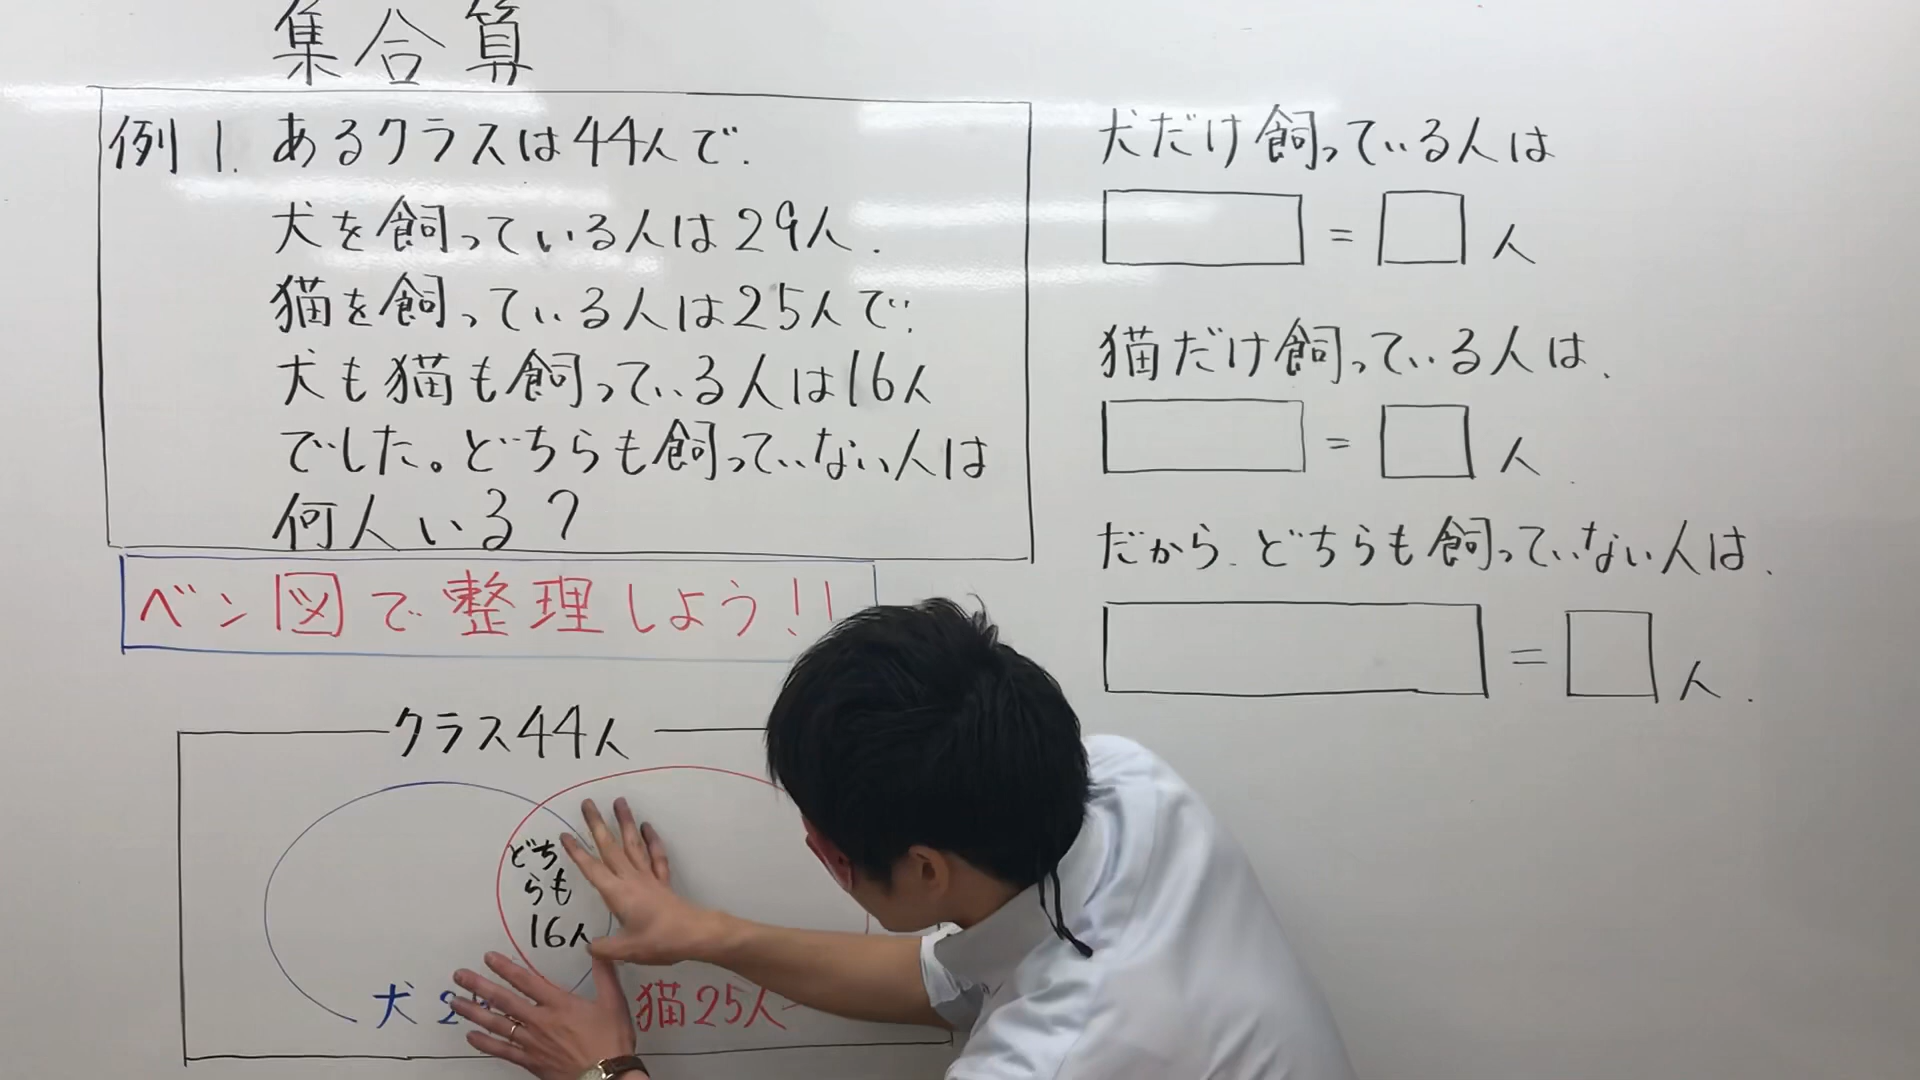 集合算
例1. あるクラスは44人で、
犬を飼っている人は29人、
猫を飼っている人は25人で、
犬も猫も飼っている人は16人
でした。どちらも飼っていない人は
何人いる?
ベン図で整理しよう!!
クラス44人
どち
らも
16人
犬
猫25人
犬だけ飼っている人は
= 人
猫だけ飼っている人は、
= 人
だから、どちらも飼っていない人は、
= 人.